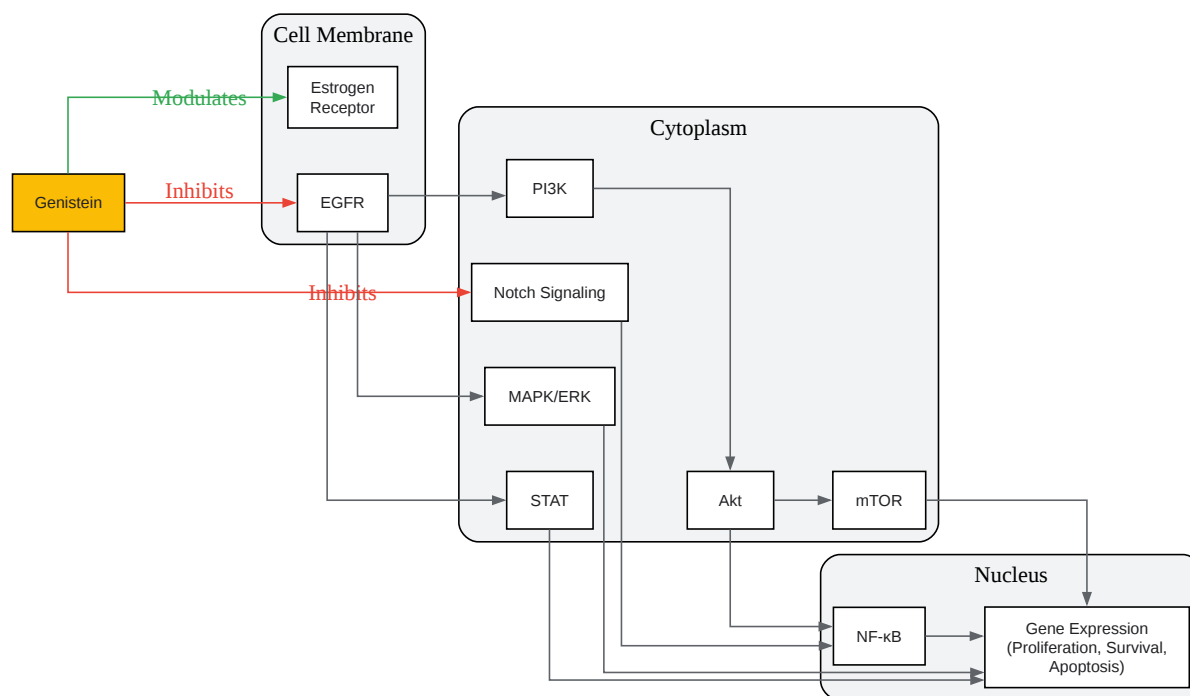 Cell Membrane
Estrogen
Receptor
Modulates
Cytoplasm
Genistein
Inhibits
EGFR
PI3K
Inhibits
Notch Signaling
MAPK/ERK
STAT
Akt
mTOR
Nucleus
NF-κB
Gene Expression
(Proliferation, Survival,
Apoptosis)